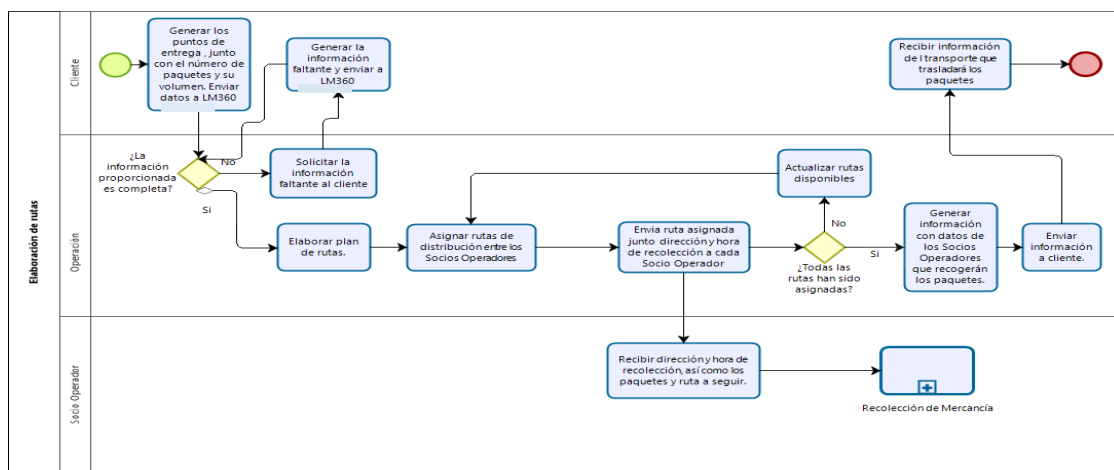 Elaboración de rutas
Cliente
Generar los
puntos de
entrega , junto
con el número de
paquetes y su
volumen. Enviar
datos a LM360
Generar la
información
faltante y enviar a
LM360
Recibir información
de l transporte que
trasladará los
paquetes
Operación
¿La
información
proporcionada
es completa?
No
Si
Solicitar la
información
faltante al cliente
Elaborar plan
de rutas.
Asignar rutas de
distribución entre los
Socios Operadores
Envia ruta asignada
junto dirección y hora
de recolección a cada
Socio Operador
Actualizar rutas
disponibles
No
¿Todas las
rutas han sido
asignadas?
Si
Generar
información
con datos de
los Socios
Operadores
que recogerán
los paquetes.
Enviar
información
a cliente.
Socio Operador
Recibir dirección y hora de
recolección, así como los
paquetes y ruta a seguir.
Recolección de Mercancía